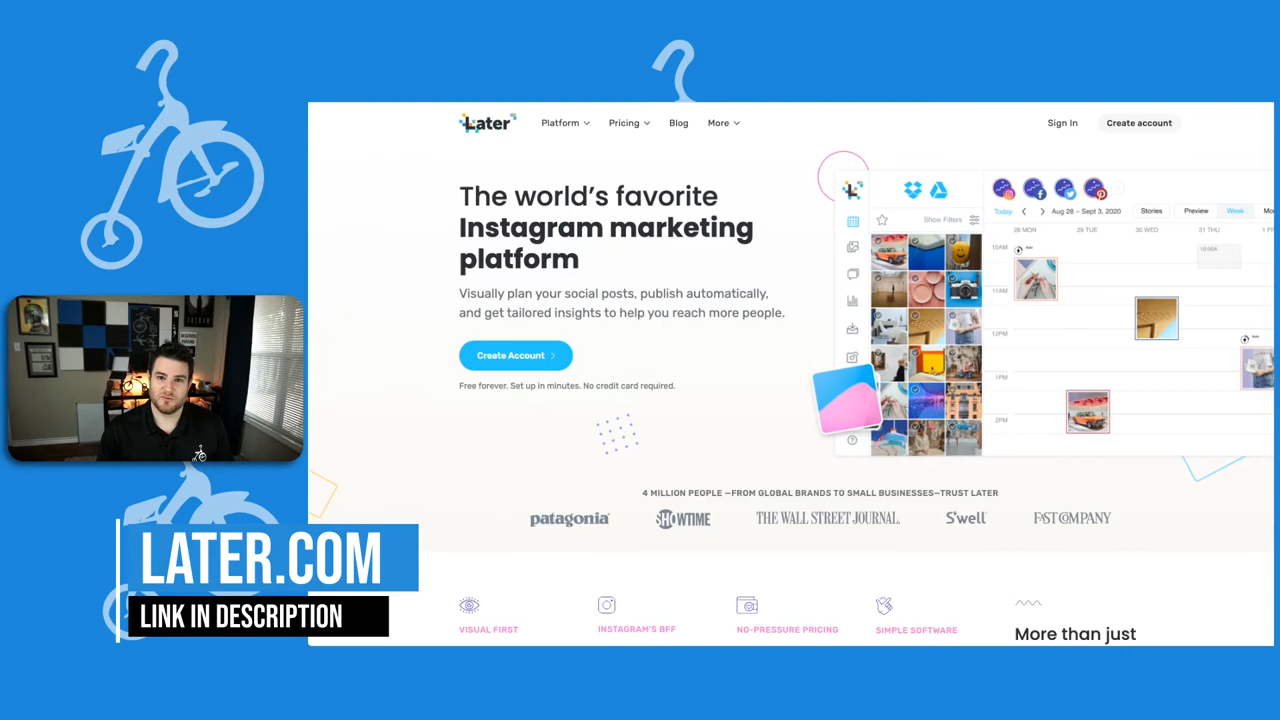 Later
Platform
Pricing
Blog
More
Sign In
Create account
The world's favorite
Instagram marketing
platform
Visually plan your social posts, publish automatically,
and get tailored insights to help you reach more people.
Create Account
Free forever. Set up in minutes. No credit card required.
Show Filters
Today
Aug 28 – Sept 3, 2020
Stories
Preview
Week
Mo
28 MON
29 TUE
30 WED
31 THU
1 F
10AM
11AM
12PM
1PM
2PM
4 MILLION PEOPLE —FROM GLOBAL BRANDS TO SMALL BUSINESSES—TRUST LATER
patagonia
SHOWTIME
THE WALL STREET JOURNAL.
S'well
FAST COMPANY
LATER.COM
LINK IN DESCRIPTION
VISUAL FIRST
INSTAGRAM'S BFF
NO-PRESSURE PRICING
SIMPLE SOFTWARE
More than just